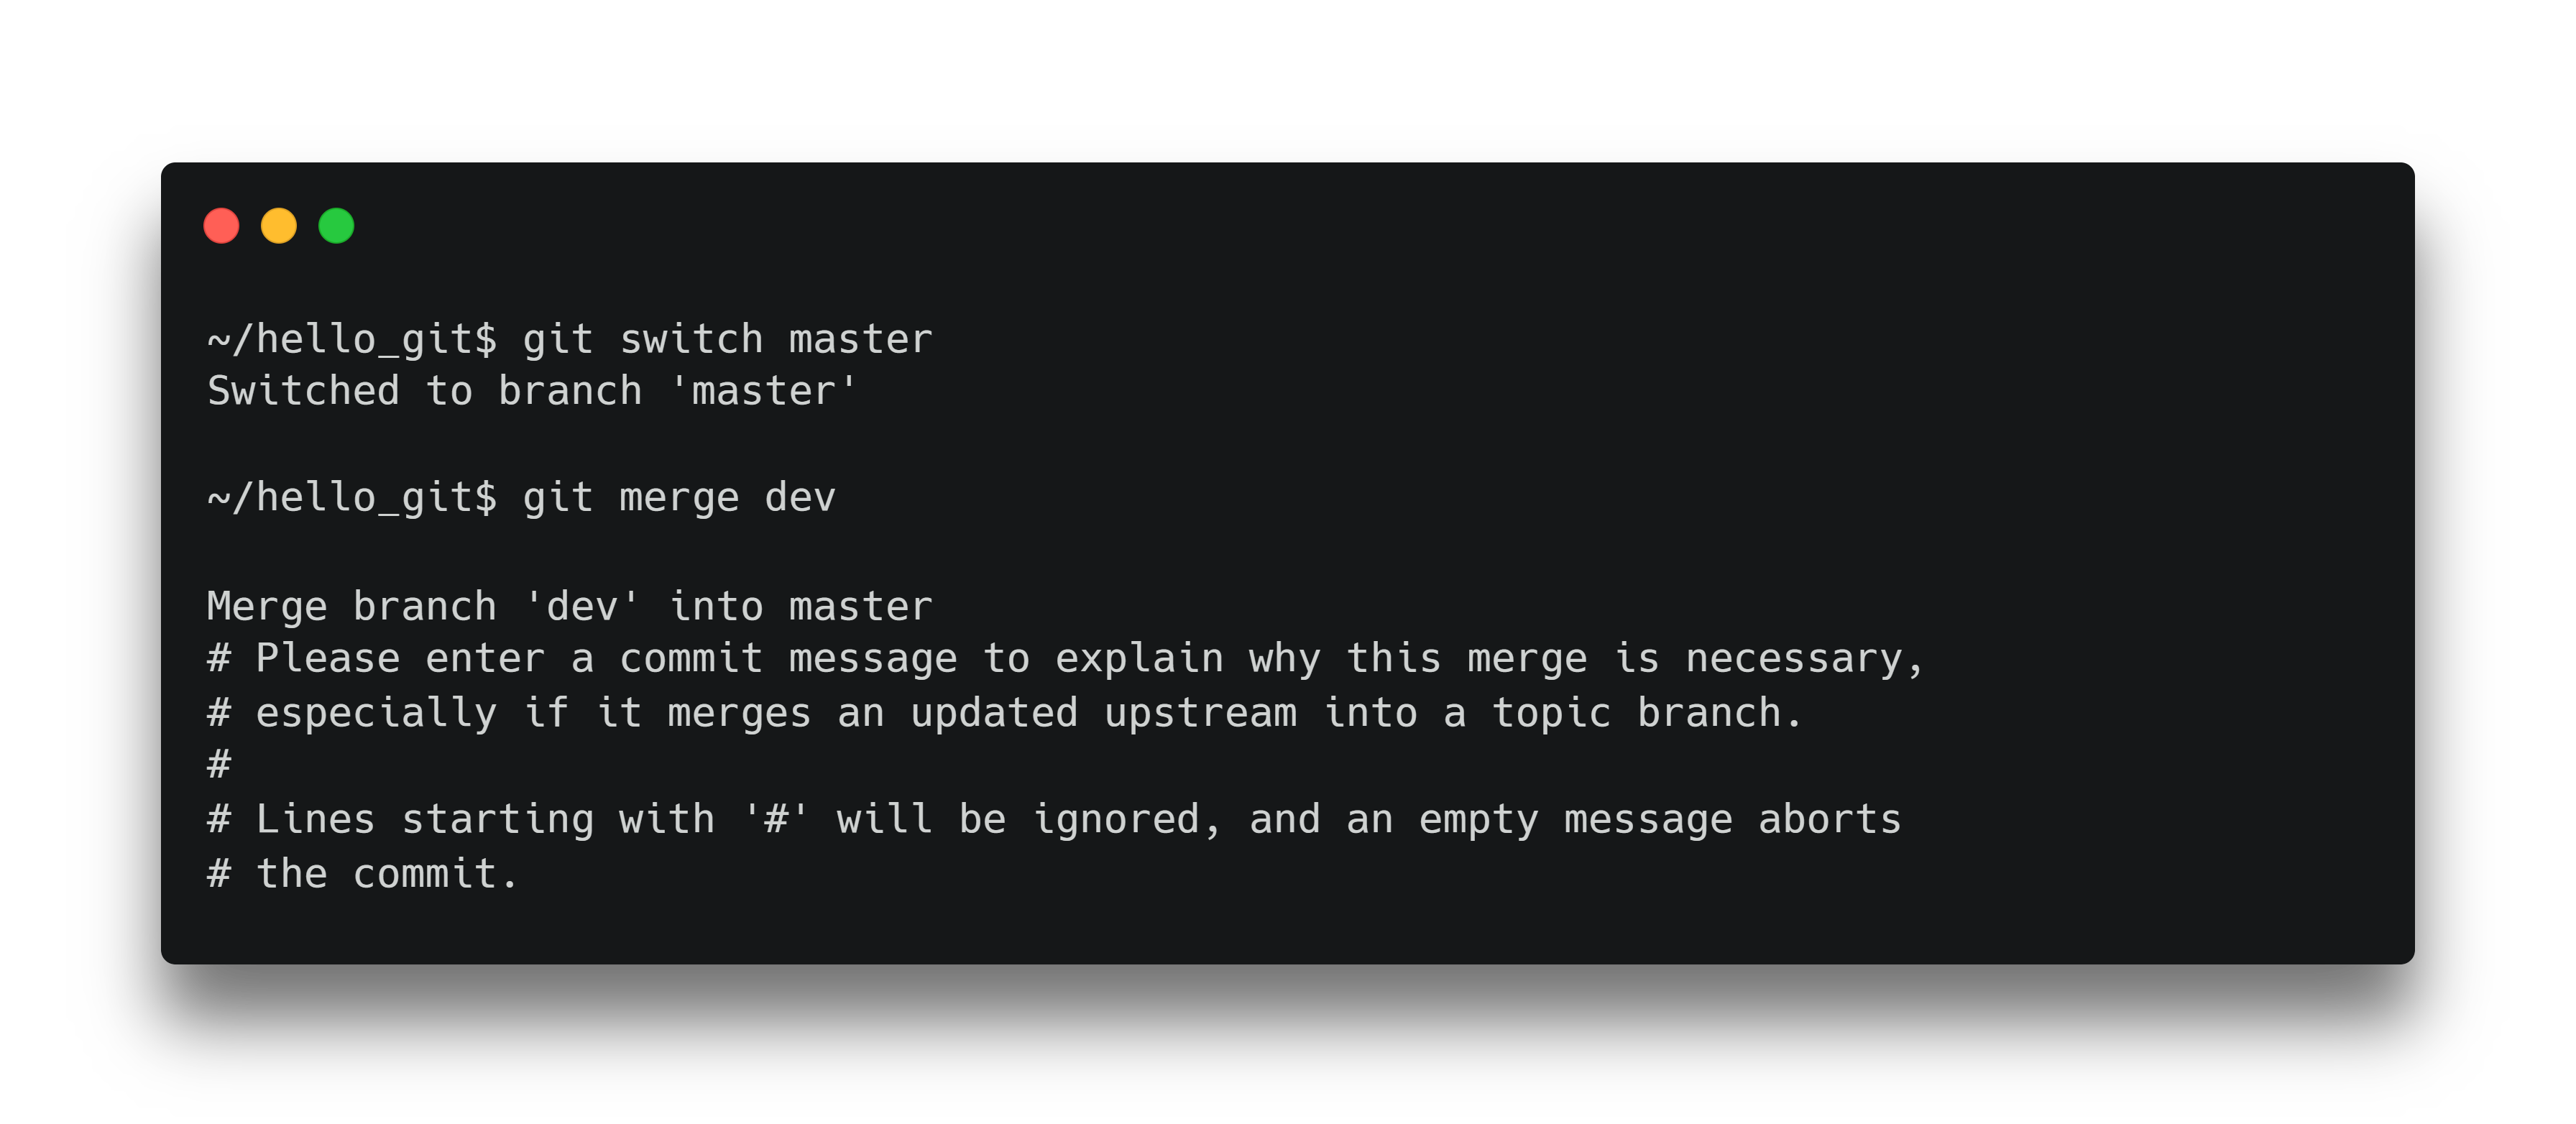 ~/hello_git$ git switch master
Switched to branch 'master'
~/hello_git$ git merge dev
Merge branch 'dev' into master
# Please enter a commit message to explain why this merge is necessary,
# especially if it merges an updated upstream into a topic branch.
#
# Lines starting with '#' will be ignored, and an empty message aborts
# the commit.